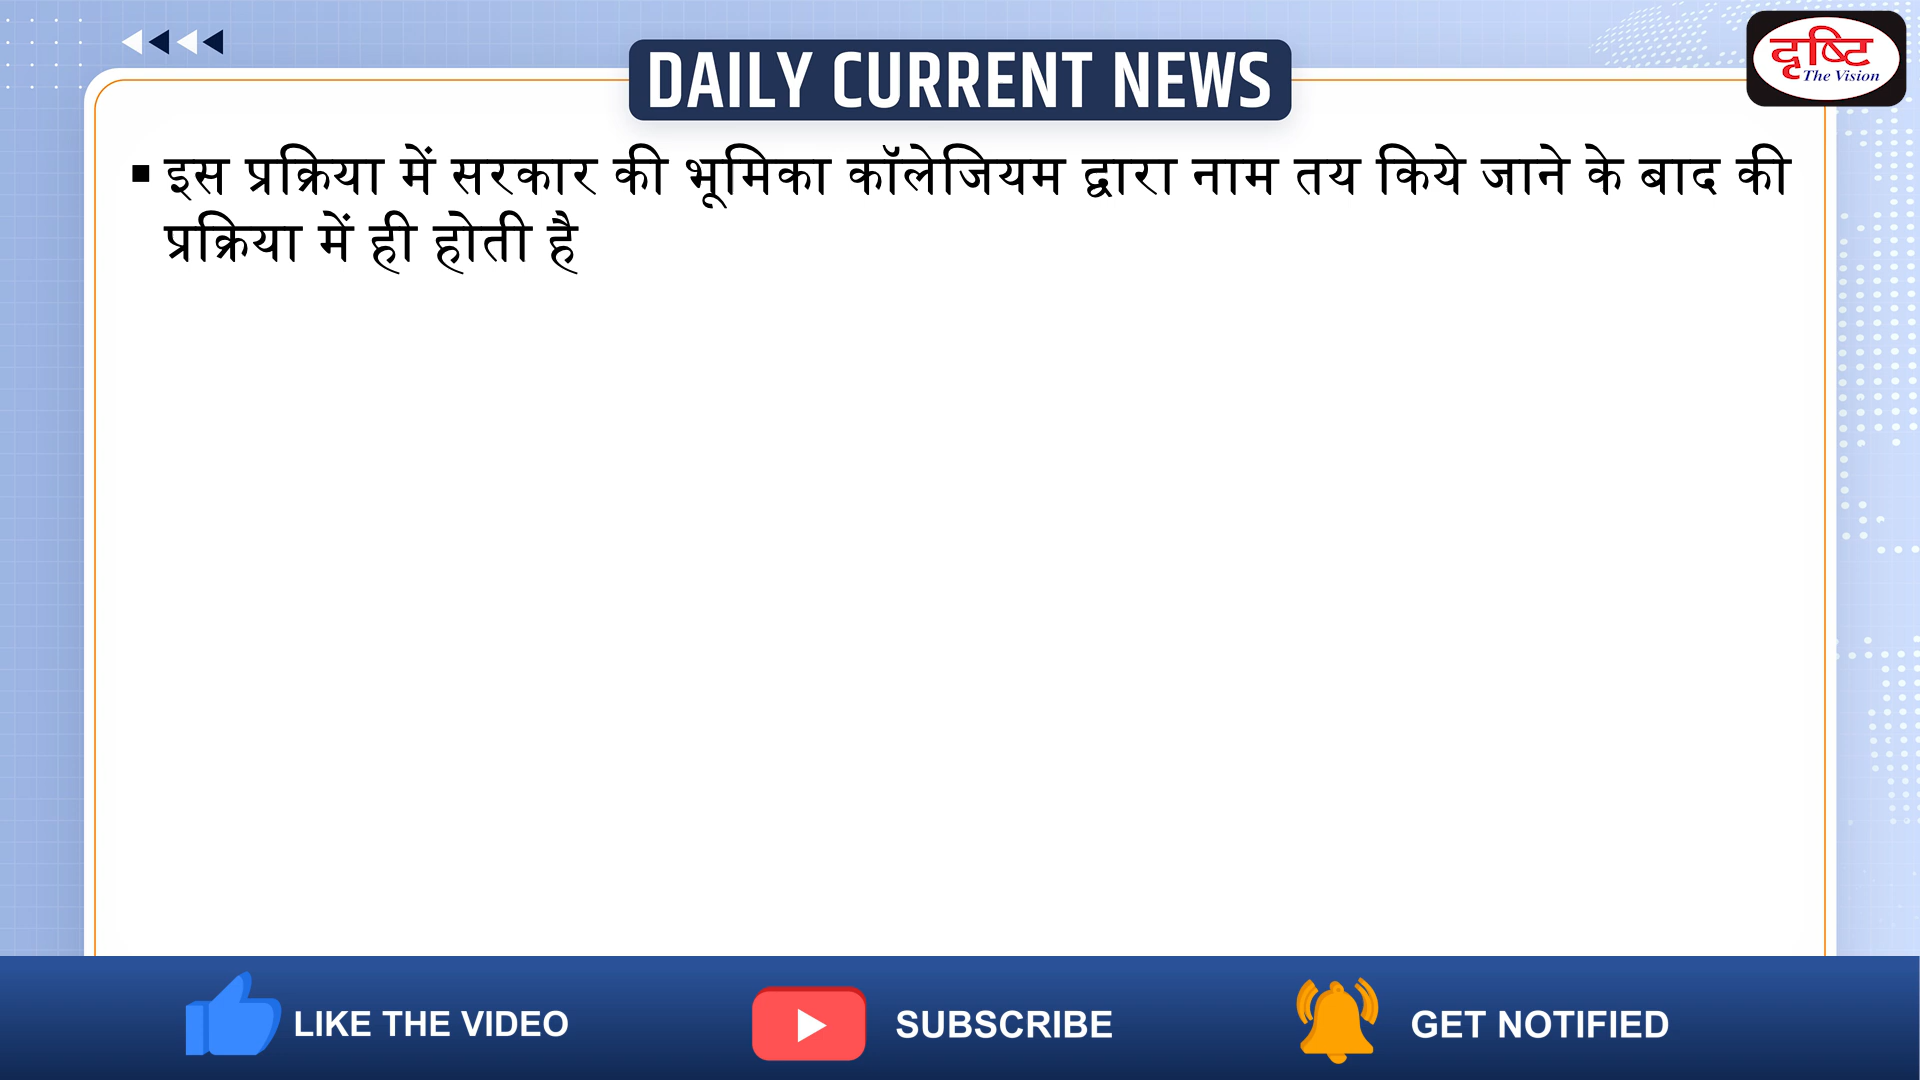 DAILY CURRENT NEWS
दृष्टि
The Vision
▪ इस प्रक्रिया में सरकार की भूमिका कॉलेजियम द्वारा नाम तय किये जाने के बाद की
प्रक्रिया में ही होती है
LIKE THE VIDEO
SUBSCRIBE
GET NOTIFIED